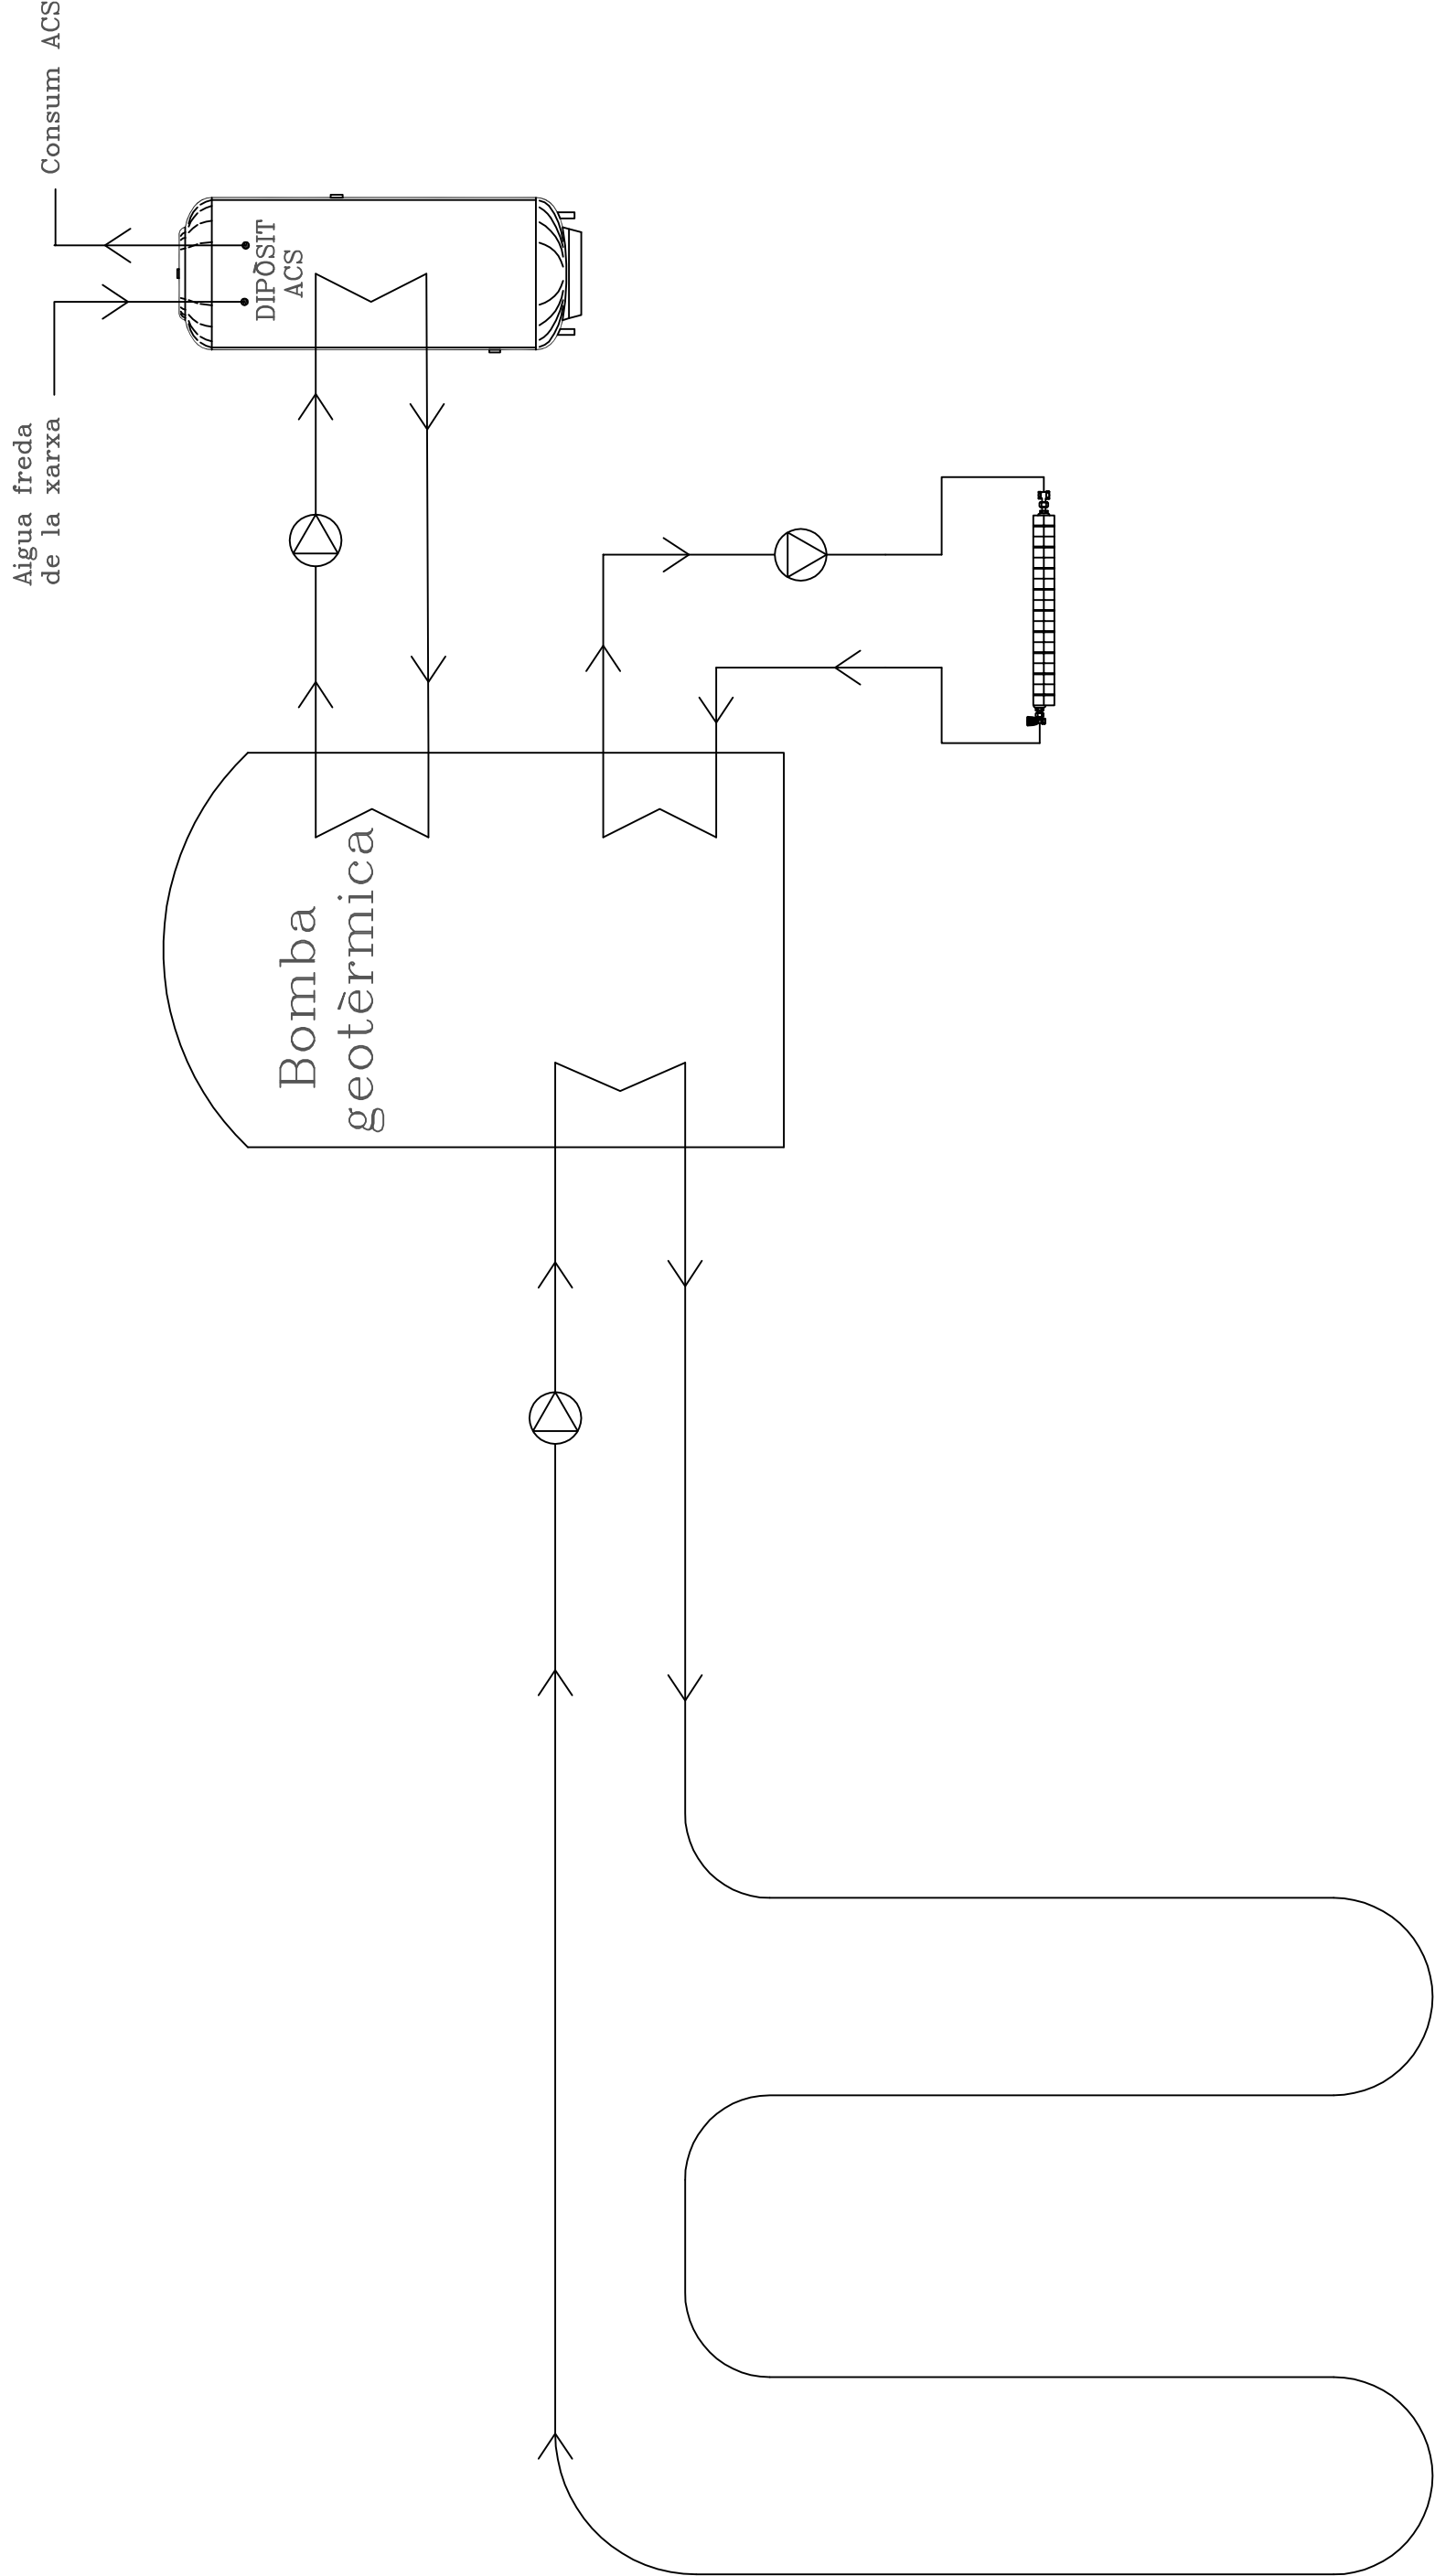 Consum ACS
Aigua freda
de la xarxa
DIPÒSIT
ACS
Bomba
geotèrmica